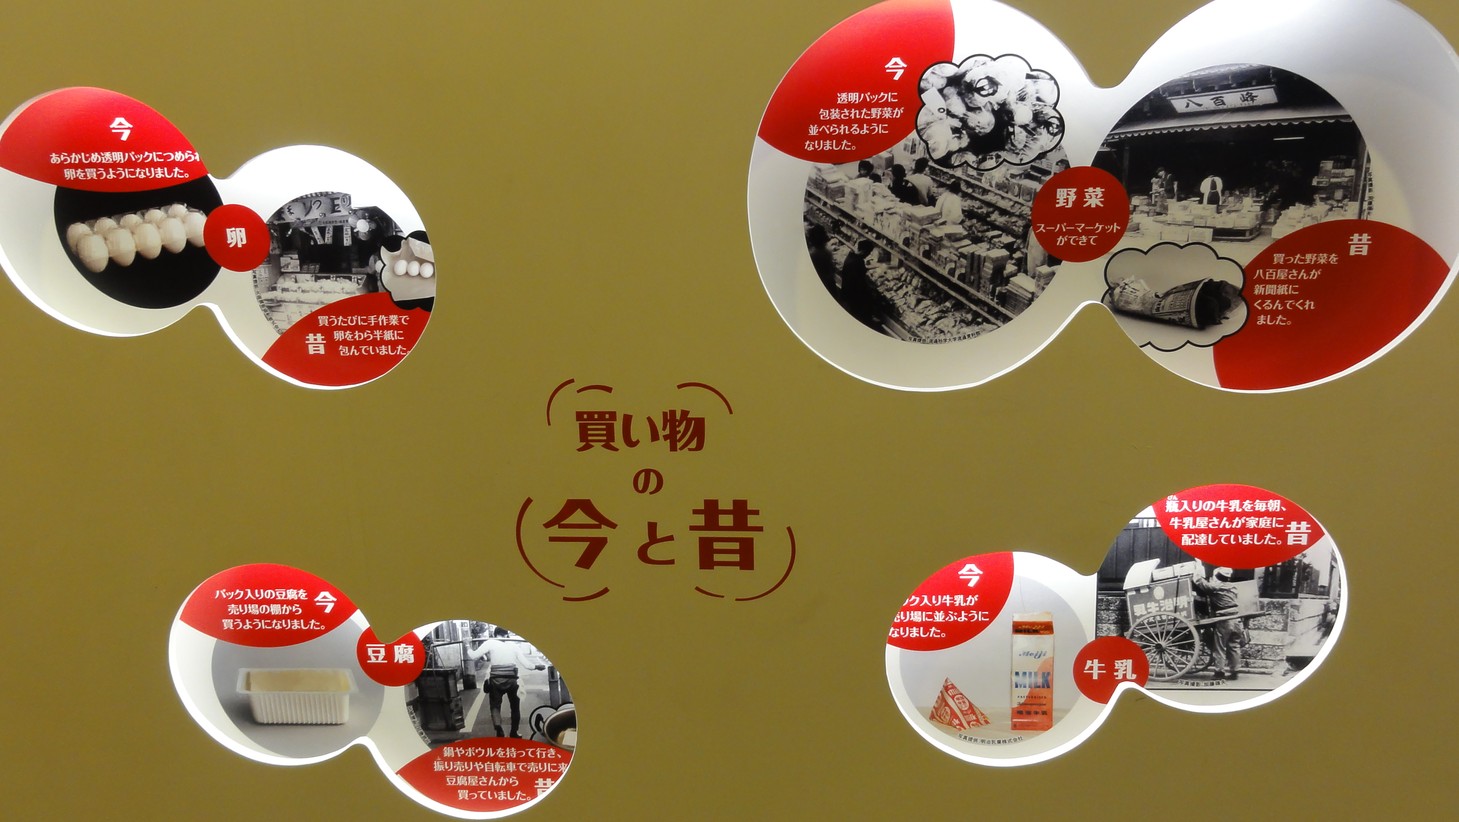 今
あらかじめ透明パックにつめら
卵を買うようになりました。
卵
買うたびに手作業で
卵をわら半紙に
包んでいました。
昔
今
透明パックに
包装された野菜が
並べられるように
なりました。
八百峰
野菜
スーパーマーケット
ができて
昔
買った野菜を
八百屋さんが
新聞紙に
くるんでくれ
ました。
買い物
の
今と昔
今
パック入りの豆腐を
売り場の棚から
買うようになりました。
豆腐
鍋やボウルを持って行き、
振り売りや自転車で売りに来
豆腐屋さんから
買っていました。
昔
今
ック入り牛乳が
り場に並ぶように
なりました。
MILK
牛乳
瓶入りの牛乳を毎朝、
牛乳屋さんが家庭に
配達していました。
昔
乳牛治明